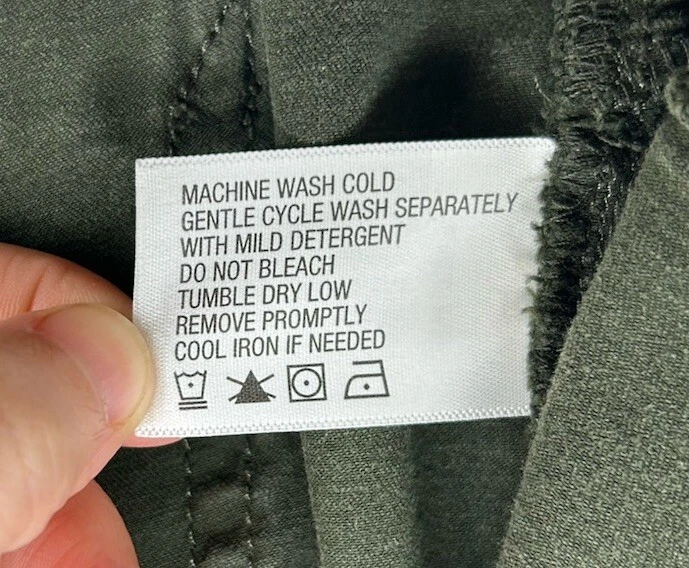 MACHINE WASH COLD
GENTLE CYCLE WASH SEPARATELY
WITH MILD DETERGENT
DO NOT BLEACH
TUMBLE DRY LOW
REMOVE PROMPTLY
COOL IRON IF NEEDED